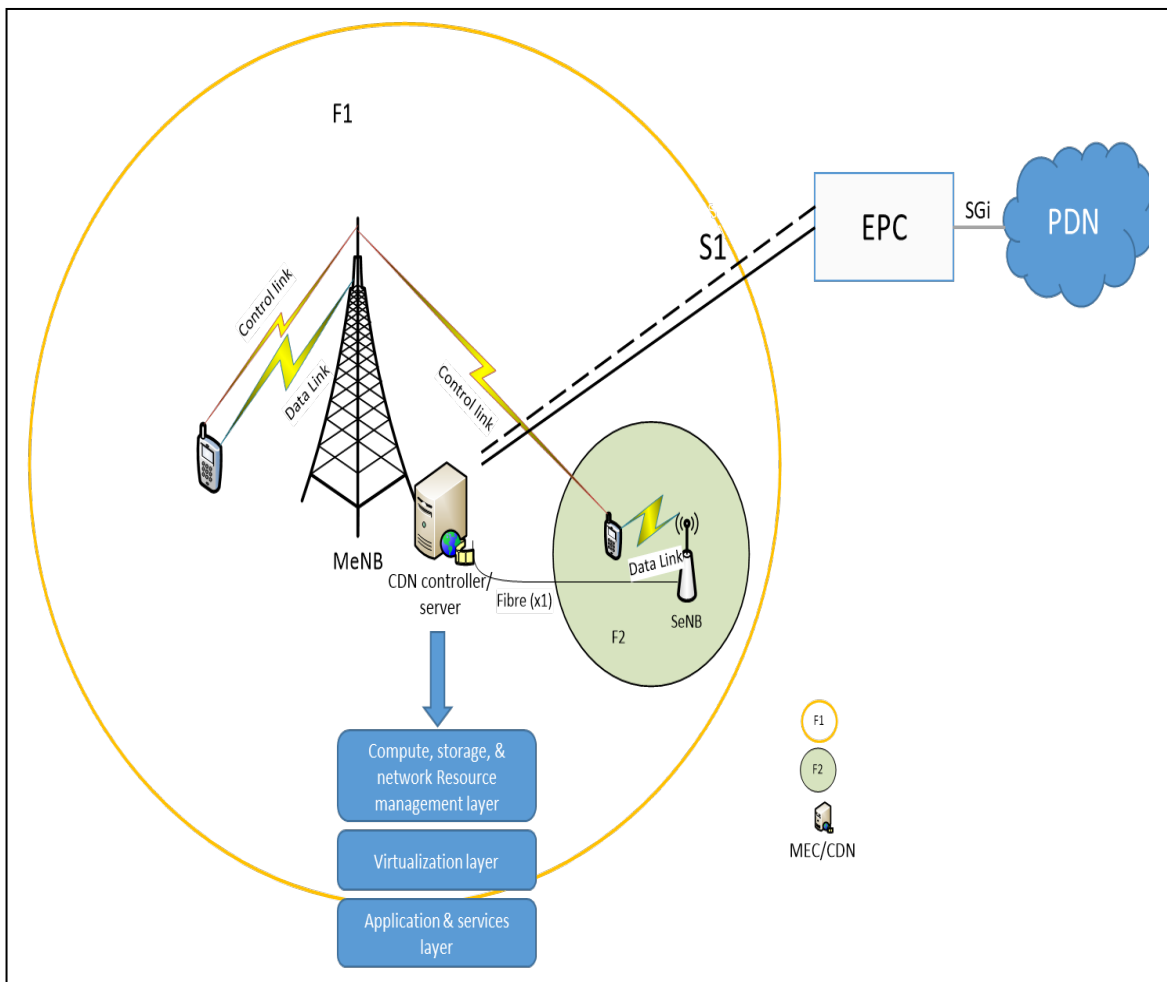 F1
S1
EPC
SGi
PDN
Control link
Data Link
Control link
MeNB
CDN controller/
server
Fibre (x1)
Data Link
SeNB
F2
Compute, storage, &
network Resource
management layer
Virtualization layer
Application & services
layer
F1
F2
MEC/CDN